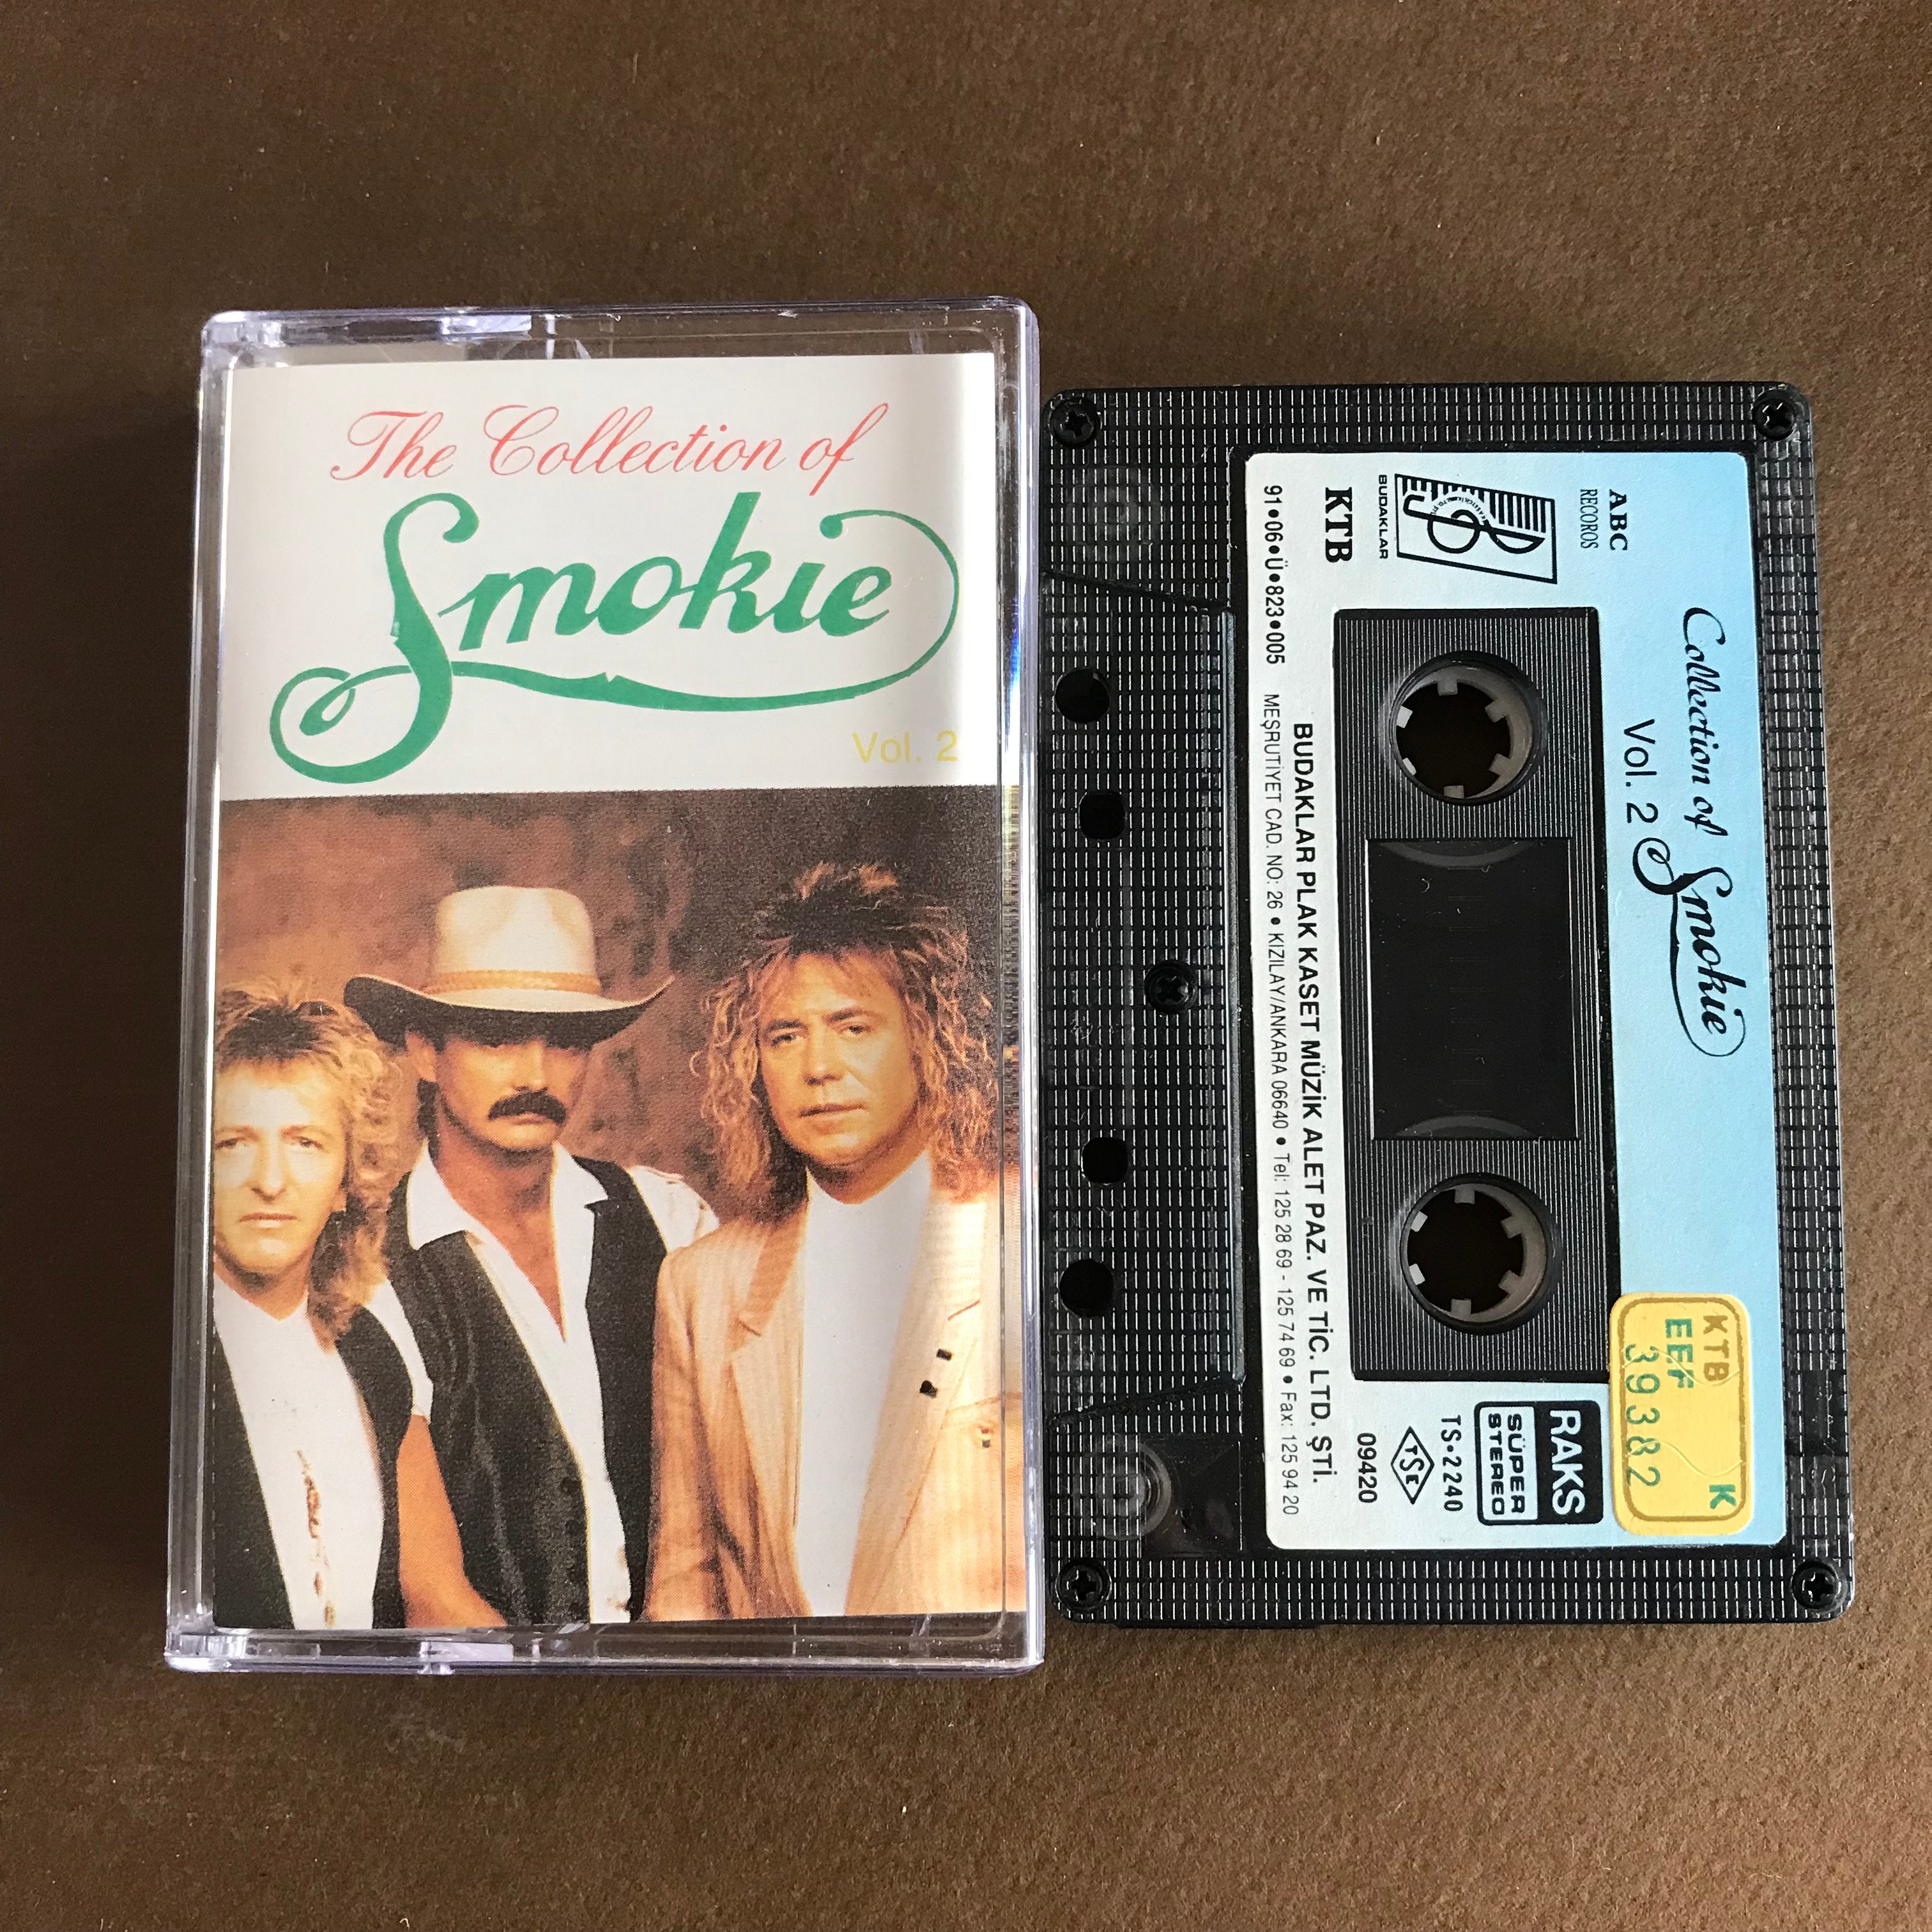 The Collection of
Smokie
Vol. 2
Collection of Smokie
Vol. 2
ABC
RECOROS
BUDAKLAR
KTB
KTB
EEF
39382
K
RAKS
SÜPER
STEREO
TS•2240
TSE
09420
BUDAKLAR PLAK KASET MÜZİK ALET PAZ. VE TİC. LTD. ŞTİ.
91•06•Ü•823•005 MEŞRUTİYET CAD. NO: 26 • KIZILAY/ANKARA 06640 • Tel: 125 28 69 - 125 74 69 • Fax: 125 94 20